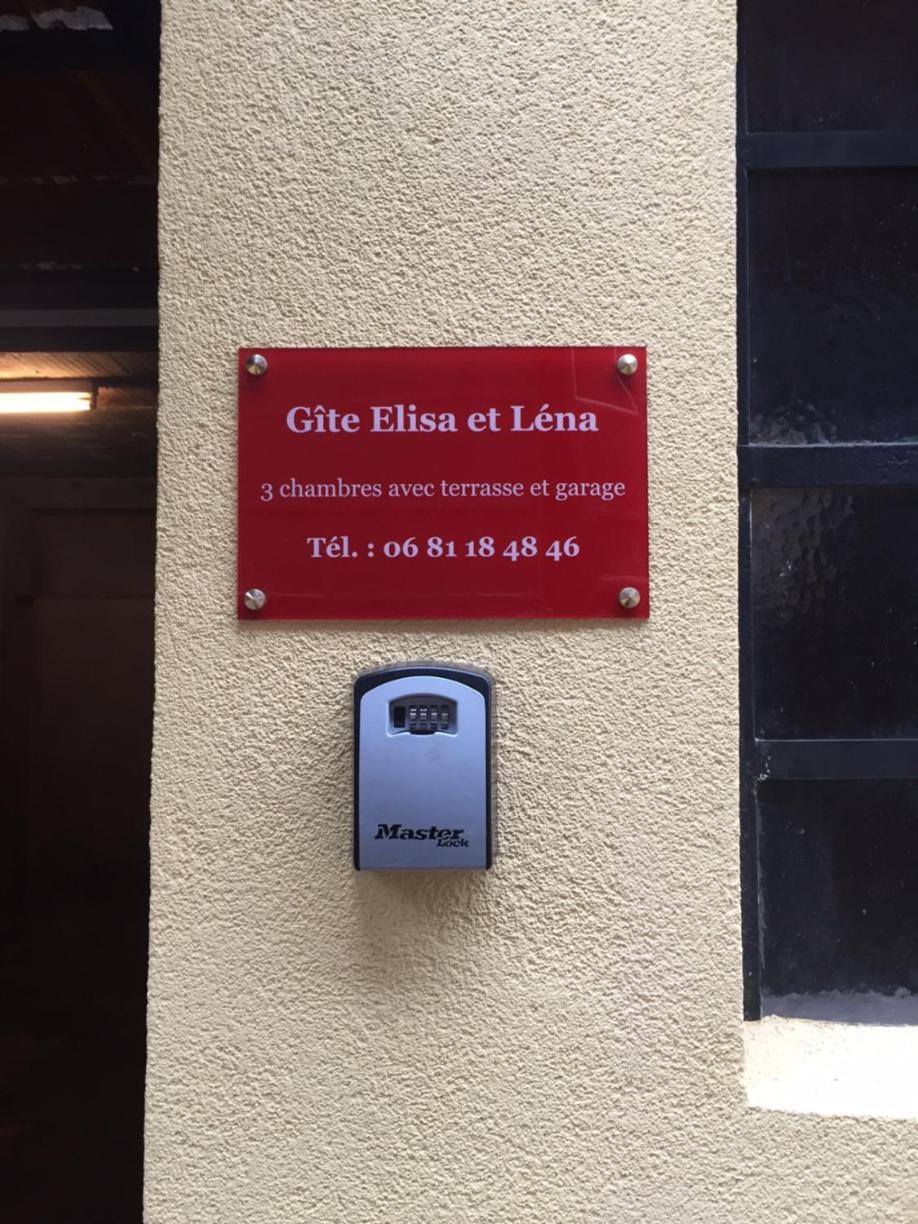 Gîte Elisa et Léna
3 chambres avec terrasse et garage
Tél. : 06 81 18 48 46
Master
Lock